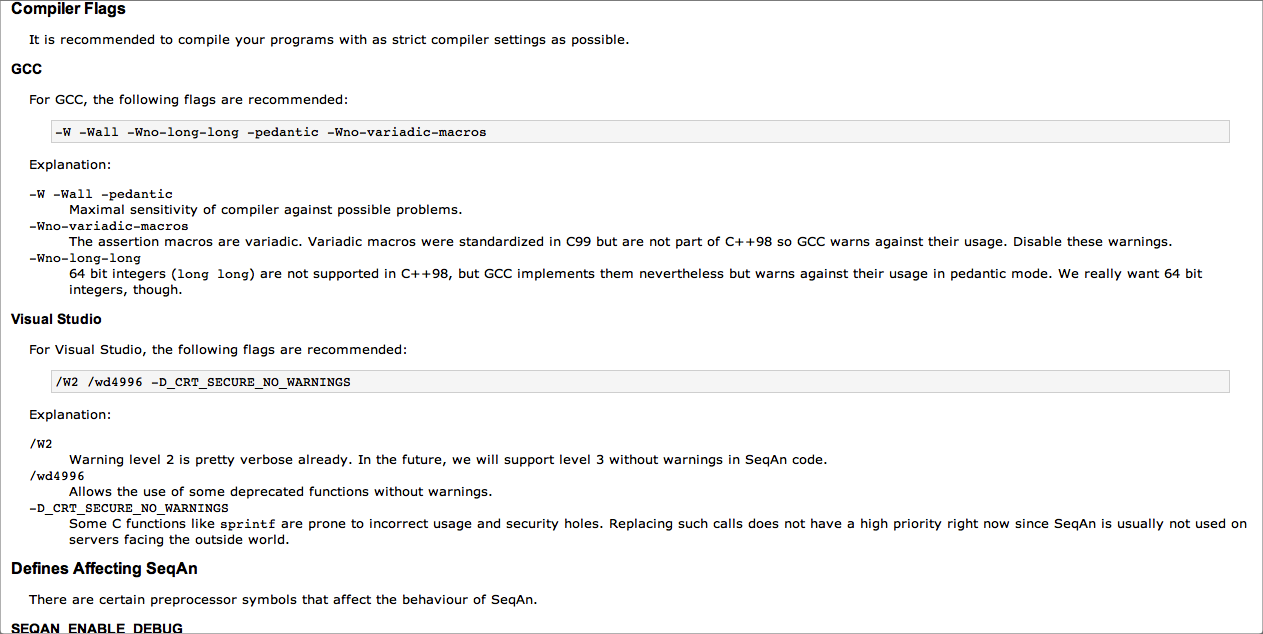 Compiler Flags
It is recommended to compile your programs with as strict compiler settings as possible.
GCC
For GCC, the following flags are recommended:
-W -Wall -Wno-long-long -pedantic -Wno-variadic-macros
Explanation:
-W -Wall -pedantic
Maximal sensitivity of compiler against possible problems.
-Wno-variadic-macros
The assertion macros are variadic. Variadic macros were standardized in C99 but are not part of C++98 so GCC warns against their usage. Disable these warnings.
-Wno-long-long
64 bit integers (long long) are not supported in C++98, but GCC implements them nevertheless but warns against their usage in pedantic mode. We really want 64 bit
integers, though.
Visual Studio
For Visual Studio, the following flags are recommended:
/W2 /wd4996 -D_CRT_SECURE_NO_WARNINGS
Explanation:
/W2
Warning level 2 is pretty verbose already. In the future, we will support level 3 without warnings in SeqAn code.
/wd4996
Allows the use of some deprecated functions without warnings.
-D_CRT_SECURE_NO_WARNINGS
Some C functions like sprintf are prone to incorrect usage and security holes. Replacing such calls does not have a high priority right now since SeqAn is usually not used on
servers facing the outside world.
Defines Affecting SeqAn
There are certain preprocessor symbols that affect the behaviour of SeqAn.
SEQAN_ENABLE_DEBUG